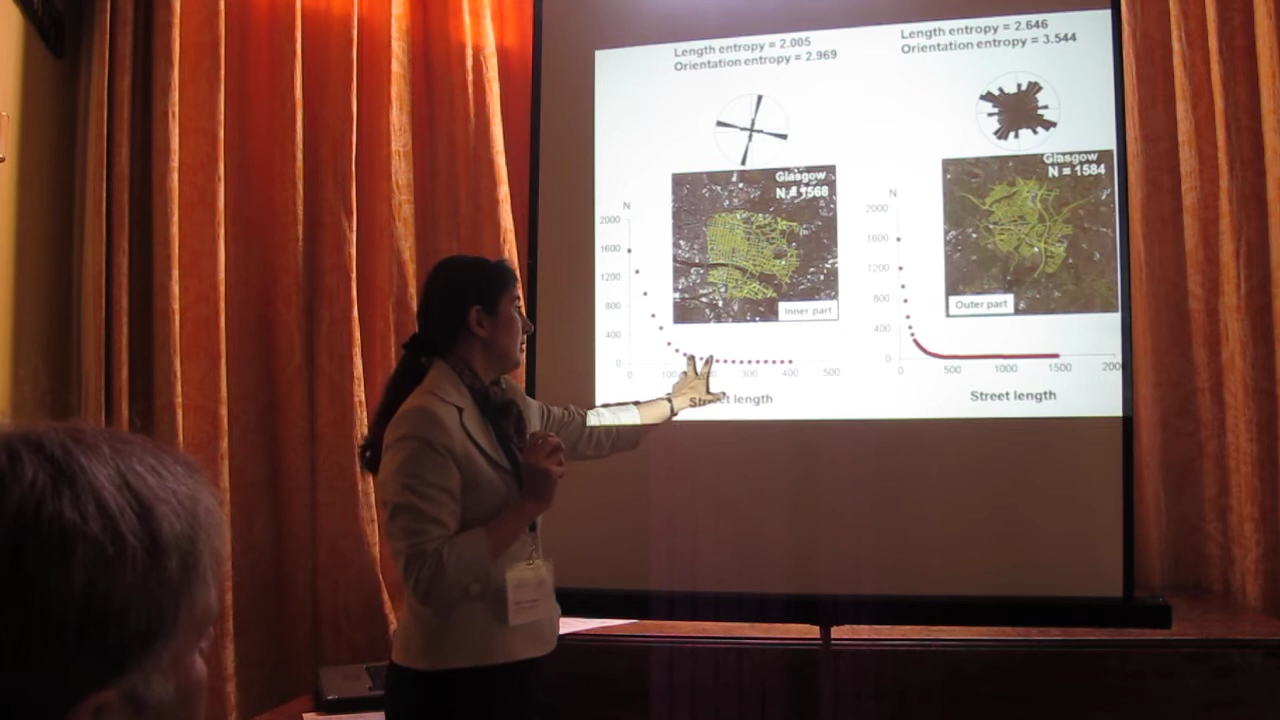 Length entropy = 2.005
Orientation entropy = 2.969
Glasgow
N = 1568
Inner part
N
2000
1600
1200
800
400
0
0 100 300 400 500
Street length
Length entropy = 2.646
Orientation entropy = 3.544
Glasgow
N = 1584
Outer part
N
2000
1600
1200
800
400
0
0 500 1000 1500 200
Street length